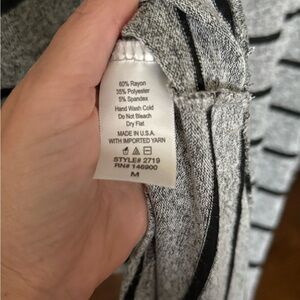 60% Rayon
35% Polyester
5% Spandex
Hand Wash Cold
Do Not Bleach
Dry Flat
MADE IN U.S.A.
WITH IMPORTED YARN
STYLE# 2719
RN# 146900
M